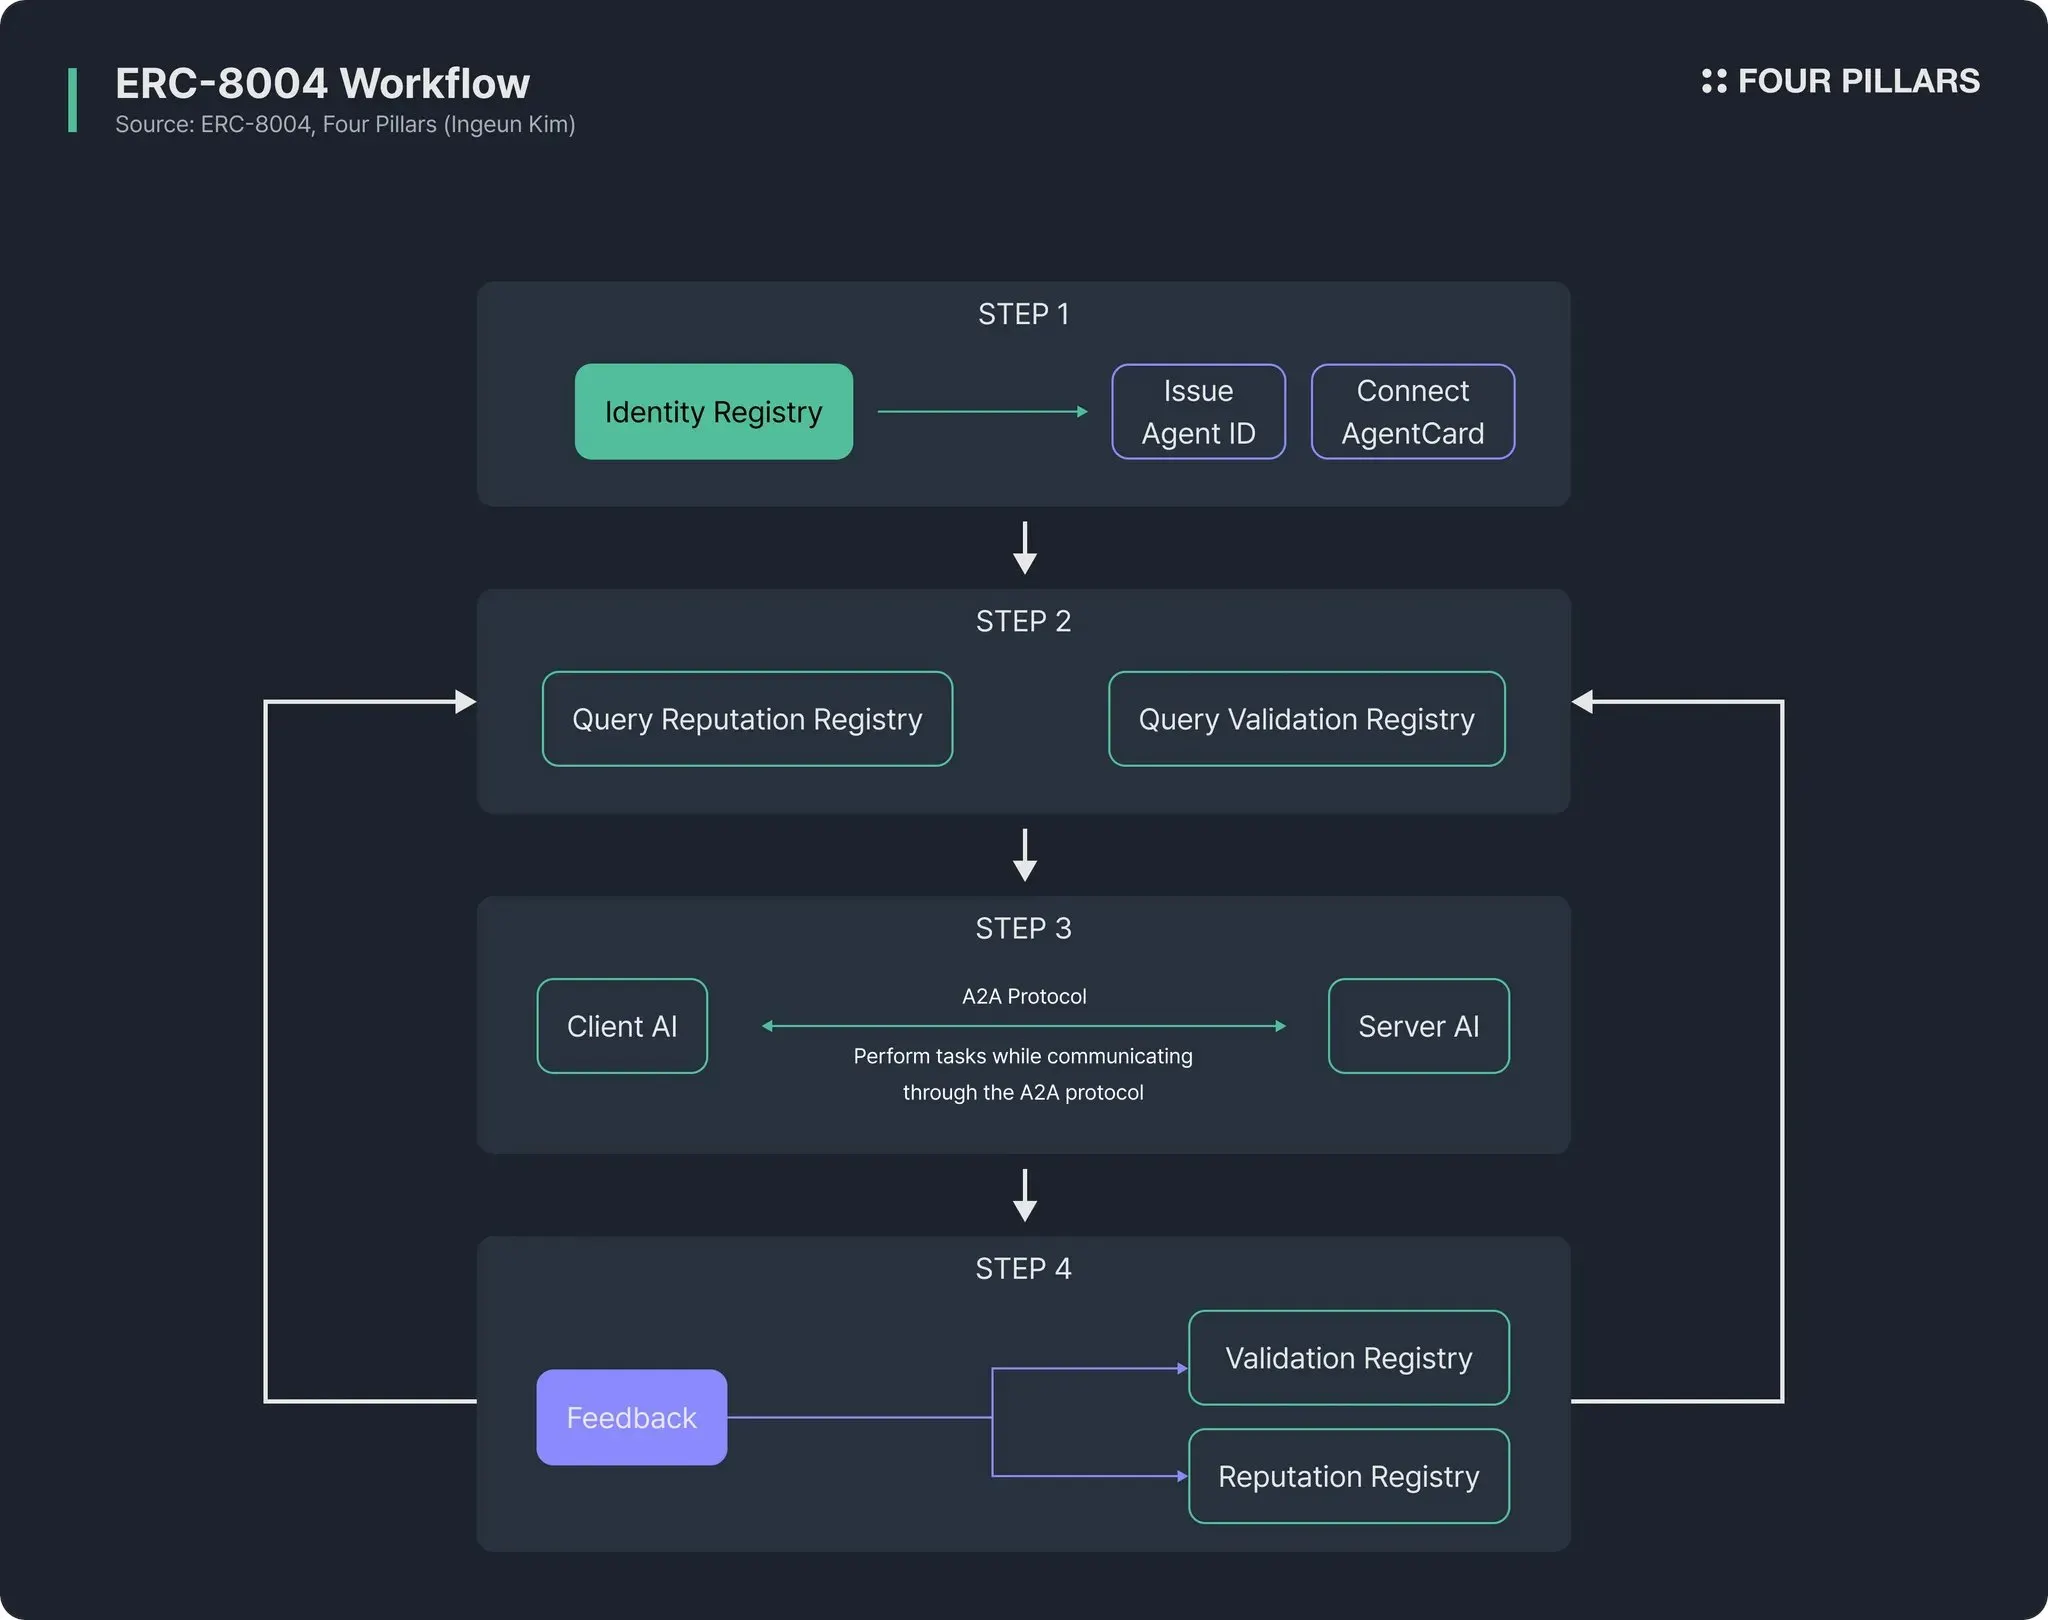 ERC-8004 Workflow
Source: ERC-8004, Four Pillars (Ingeun Kim)
FOUR PILLARS
STEP 1
Identity Registry
Issue
Agent ID
Connect
AgentCard
STEP 2
Query Reputation Registry
Query Validation Registry
STEP 3
Client AI
A2A Protocol
Perform tasks while communicating
through the A2A protocol
Server AI
STEP 4
Feedback
Validation Registry
Reputation Registry